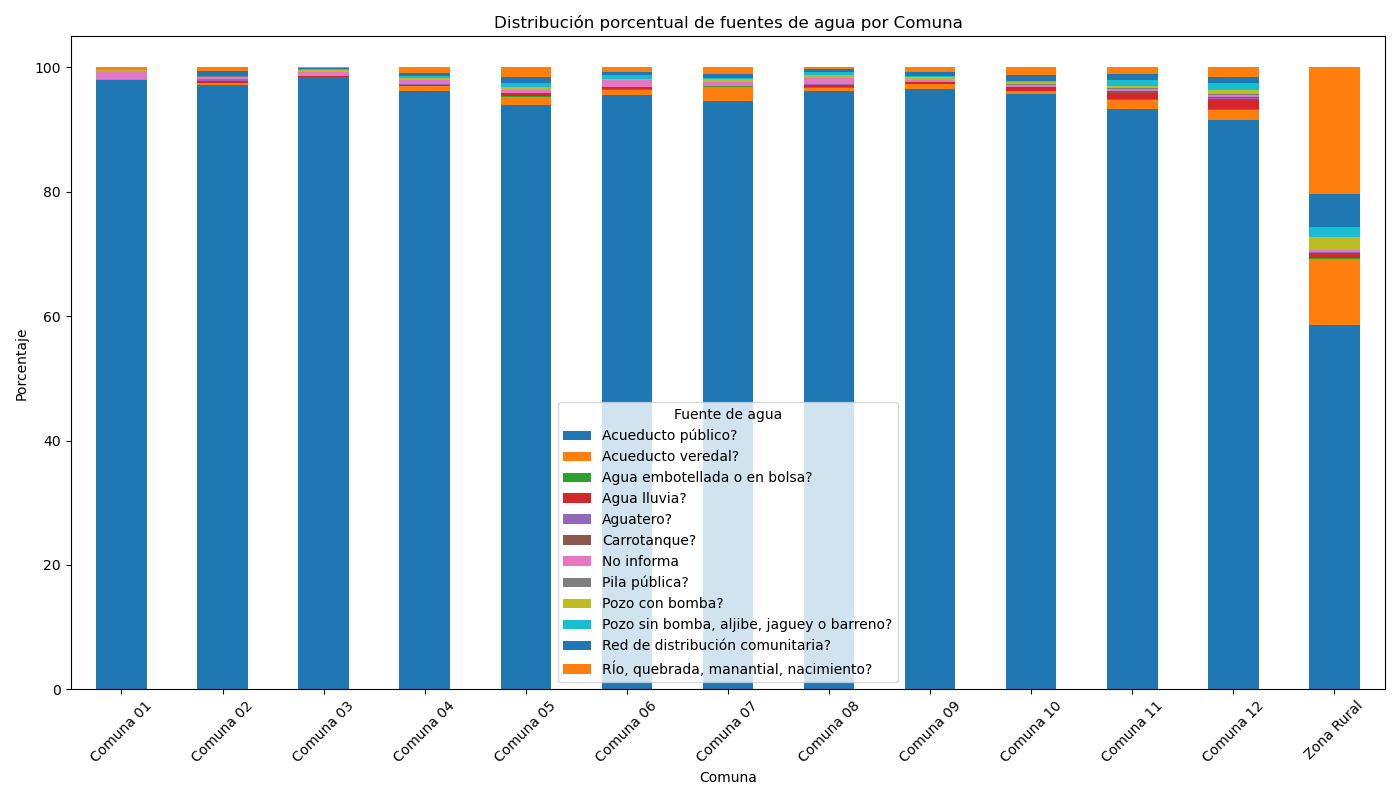 Distribución porcentual de fuentes de agua por Comuna
Porcentaje
100
80
60
40
20
0
Fuente de agua
Acueducto público?
Acueducto veredal?
Agua embotellada o en bolsa?
Agua lluvia?
Aguatero?
Carrotanque?
No informa
Pila pública?
Pozo con bomba?
Pozo sin bomba, aljibe, jaguey o barreno?
Red de distribución comunitaria?
Río, quebrada, manantial, nacimiento?
Comuna 01
Comuna 02
Comuna 03
Comuna 04
Comuna 05
Comuna 06
Comuna 07
Comuna 08
Comuna 09
Comuna 10
Comuna 11
Comuna 12
Zona Rural
Comuna